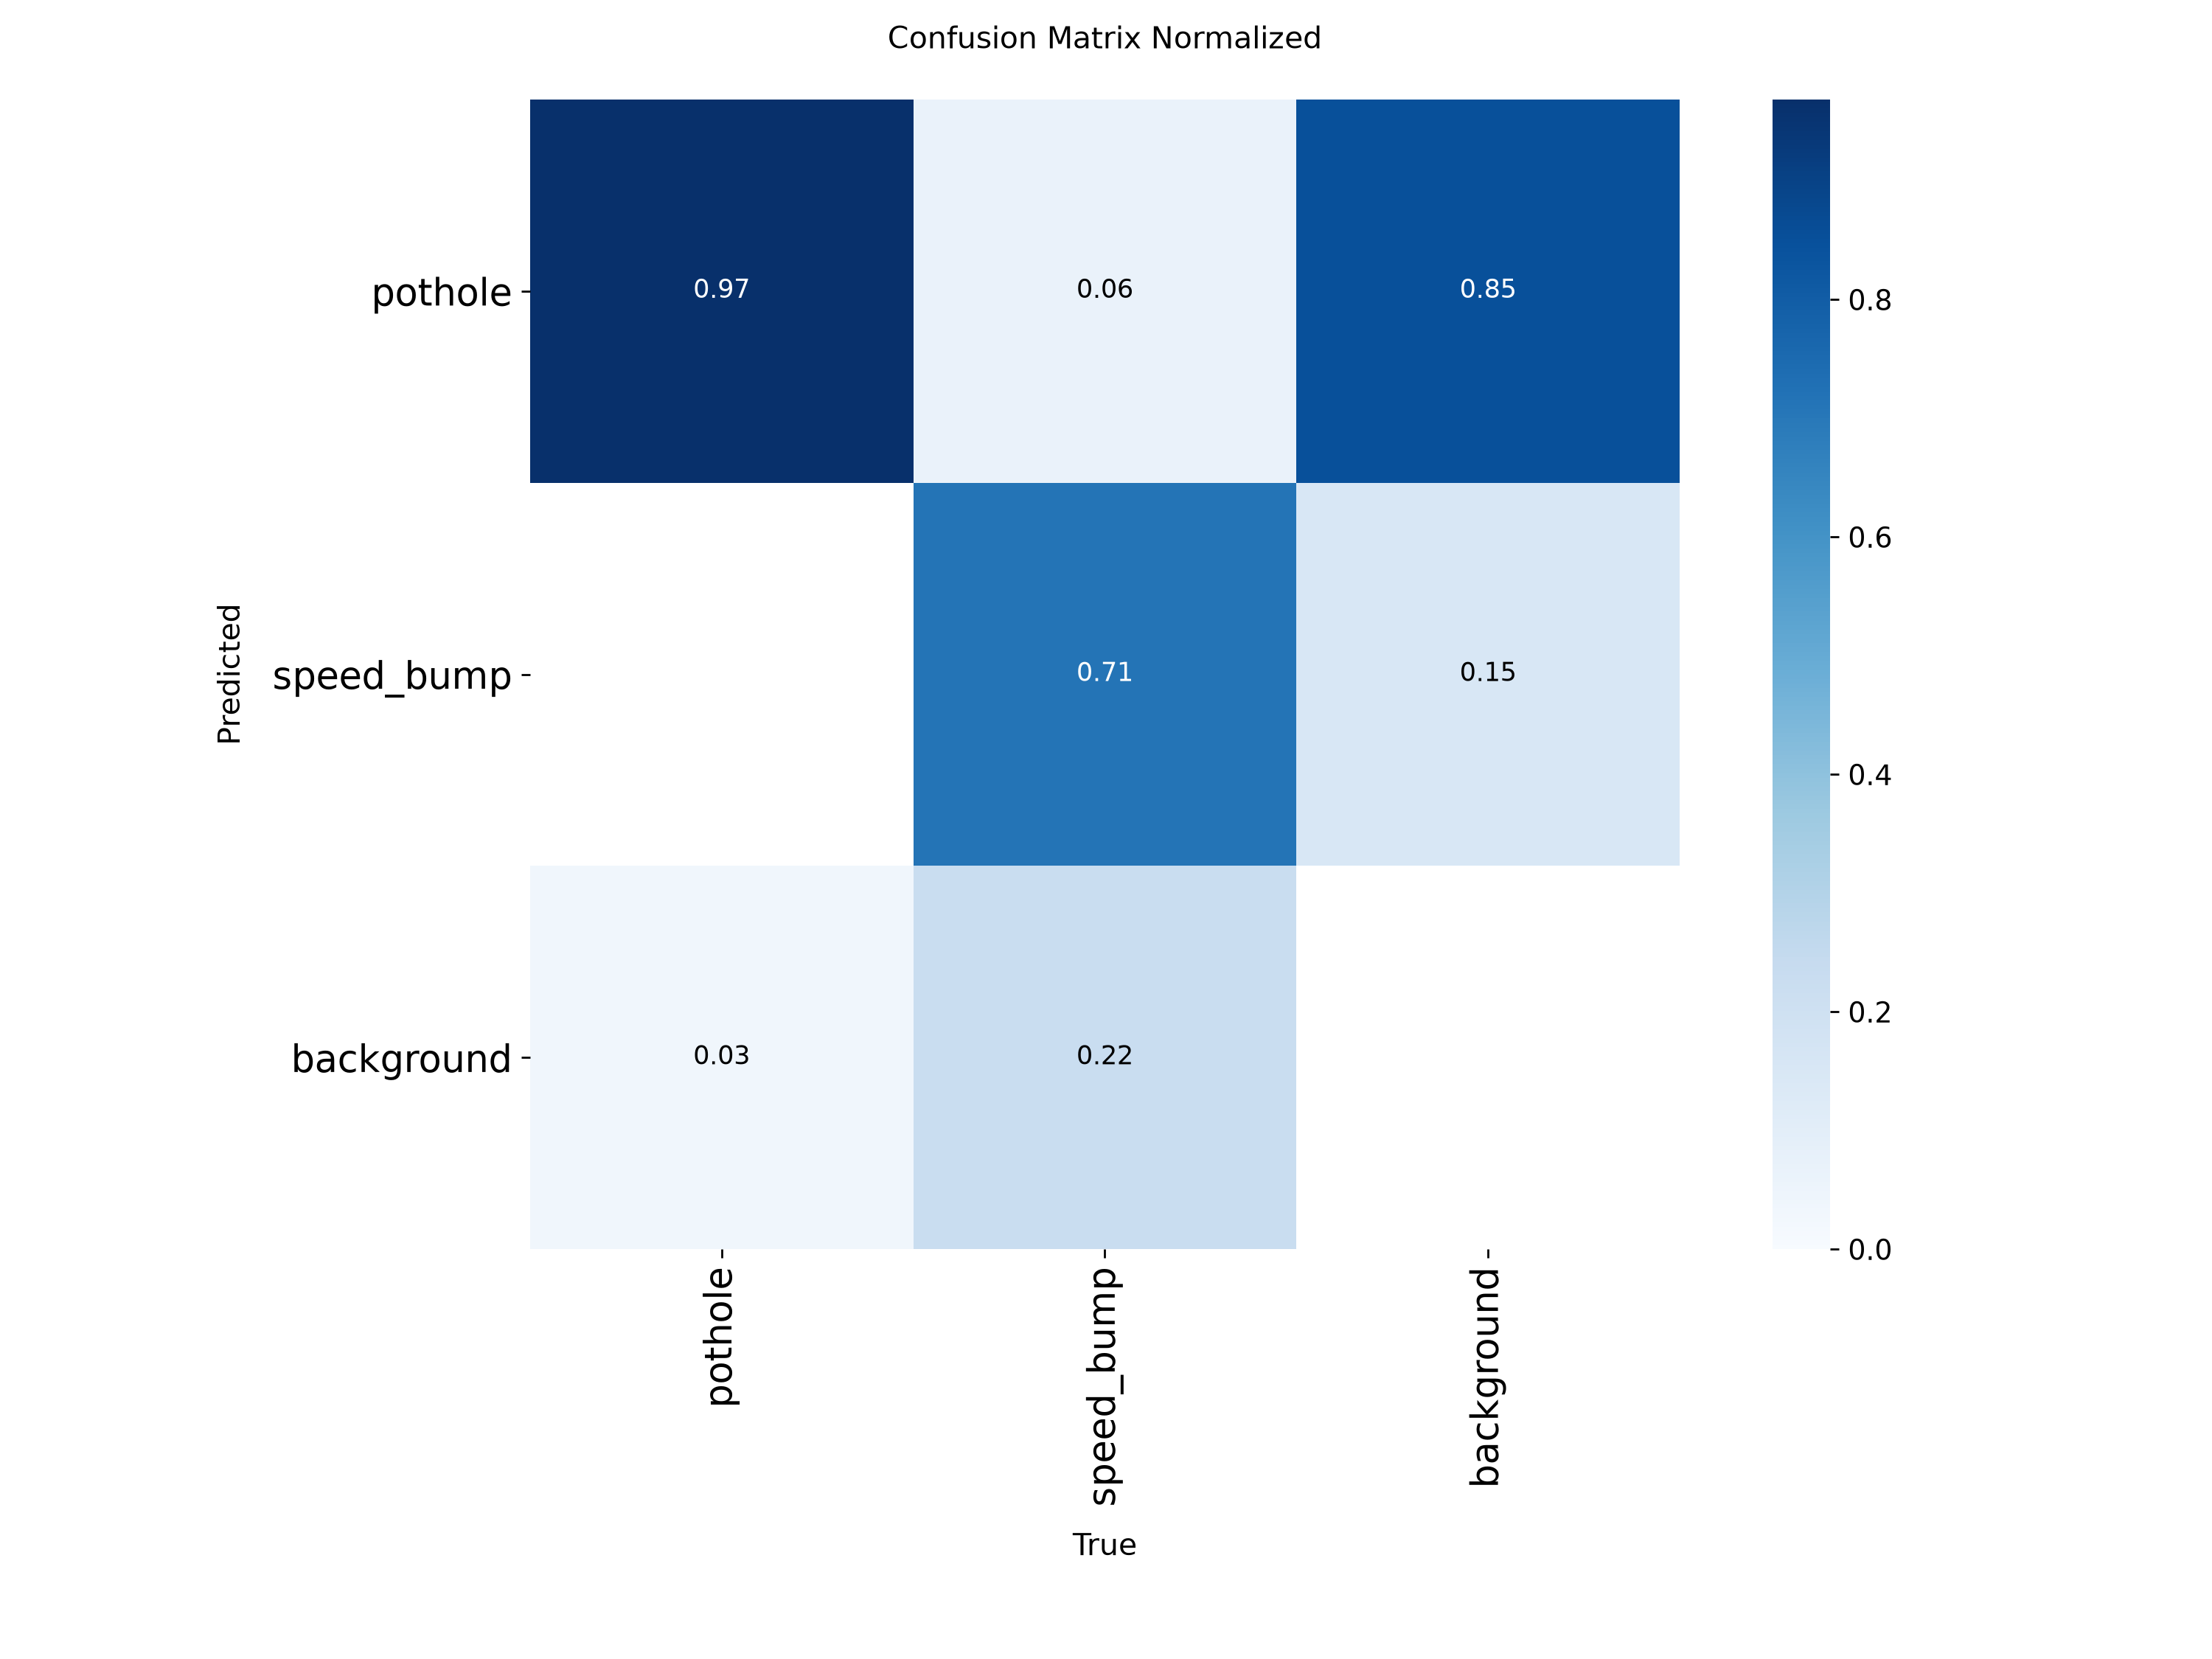 Confusion Matrix Normalized
pothole
0.97
0.06
0.85
0.8
0.6
Predicted
speed_bump
0.71
0.15
0.4
background
0.03
0.22
0.2
0.0
pothole
speed_bump
background
True